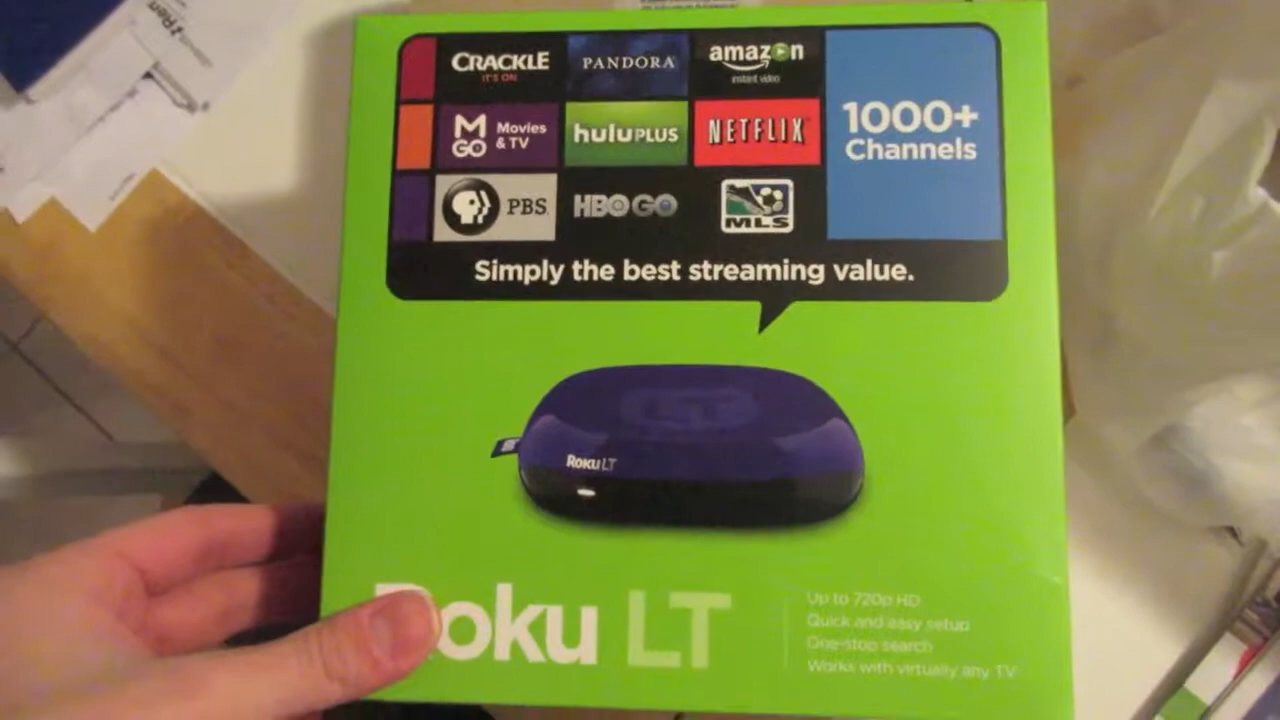 CRACKLE
IT'S ON
PANDORA
amazon
instant video
M GO
Movies & TV
huluPLUS
NETFLIX
PBS
HBO GO
MLS
1000+
Channels
Simply the best streaming value.
Roku LT
Roku LT
Up to 720p HD
Quick and easy setup
One-stop search
Works with virtually any TV